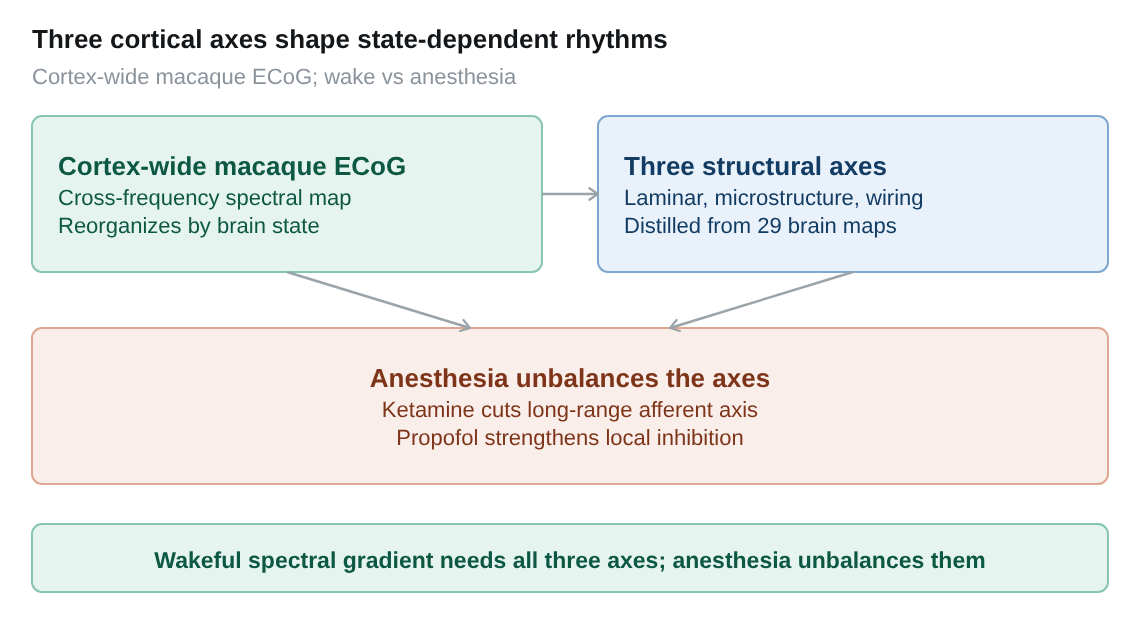 Three cortical axes shape state-dependent rhythms
Cortex-wide macaque ECoG; wake vs anesthesia
Cortex-wide macaque ECoG
Cross-frequency spectral map
Reorganizes by brain state
Three structural axes
Laminar, microstructure, wiring
Distilled from 29 brain maps
Anesthesia unbalances the axes
Ketamine cuts long-range afferent axis
Propofol strengthens local inhibition
Wakeful spectral gradient needs all three axes; anesthesia unbalances them